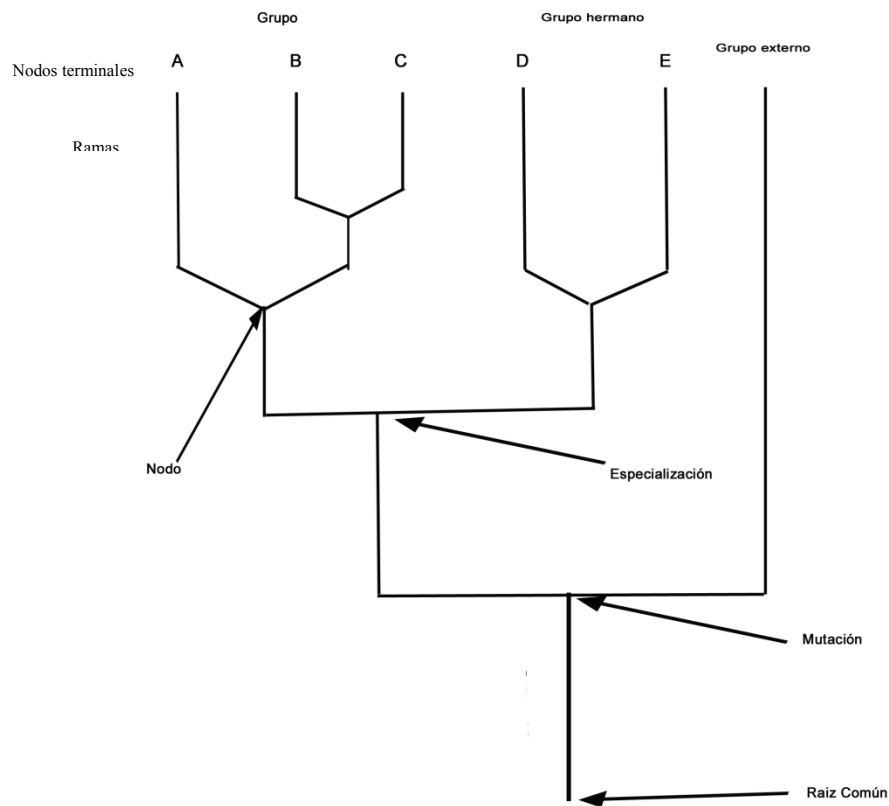 Grupo
Grupo hermano
Grupo externo
Nodos terminales
A
B
C
D
E
Ramas
Nodo
Especialización
Mutación
Raiz Común